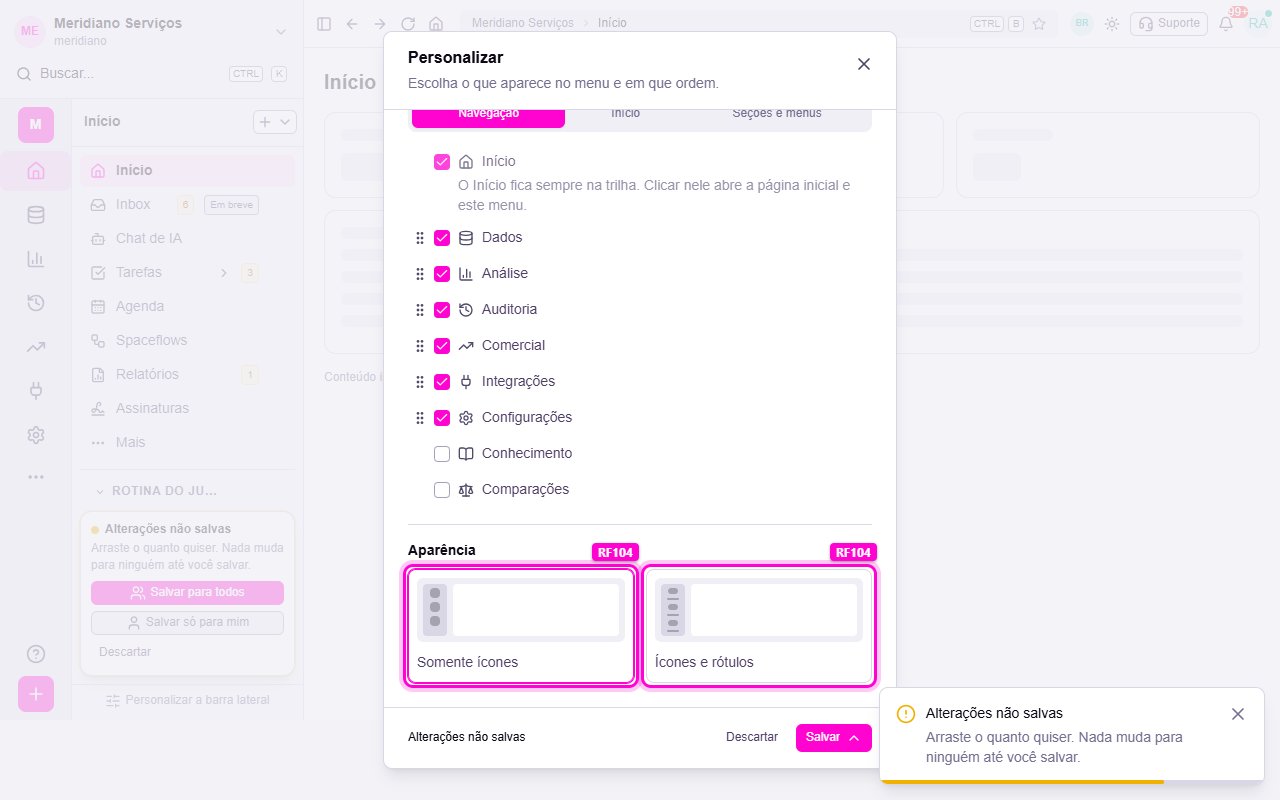 ME
Meridiano Serviços
meridiano
Buscar...
CTRL
K
Meridiano Serviços
Início
CTRL
B
BR
Suporte
99+
RA
M
Início
Início
Inbox
6
Em breve
Chat de IA
Tarefas
3
Agenda
Spaceflows
Relatórios
1
Assinaturas
Mais
ROTINA DO JU...
Alterações não salvas
Arraste o quanto quiser. Nada muda
para ninguém até você salvar.
Salvar para todos
Salvar só para mim
Descartar
Personalizar a barra lateral
Início
Personalizar
Escolha o que aparece no menu e em que ordem.
Navegação
Início
Seções e menus
Início
O Início fica sempre na trilha. Clicar nele abre a página inicial e
este menu.
Dados
Análise
Auditoria
Comercial
Integrações
Configurações
Conhecimento
Comparações
Aparência
RF104
RF104
Somente ícones
Ícones e rótulos
Alterações não salvas
Descartar
Salvar
Alterações não salvas
Arraste o quanto quiser. Nada muda para
ninguém até você salvar.